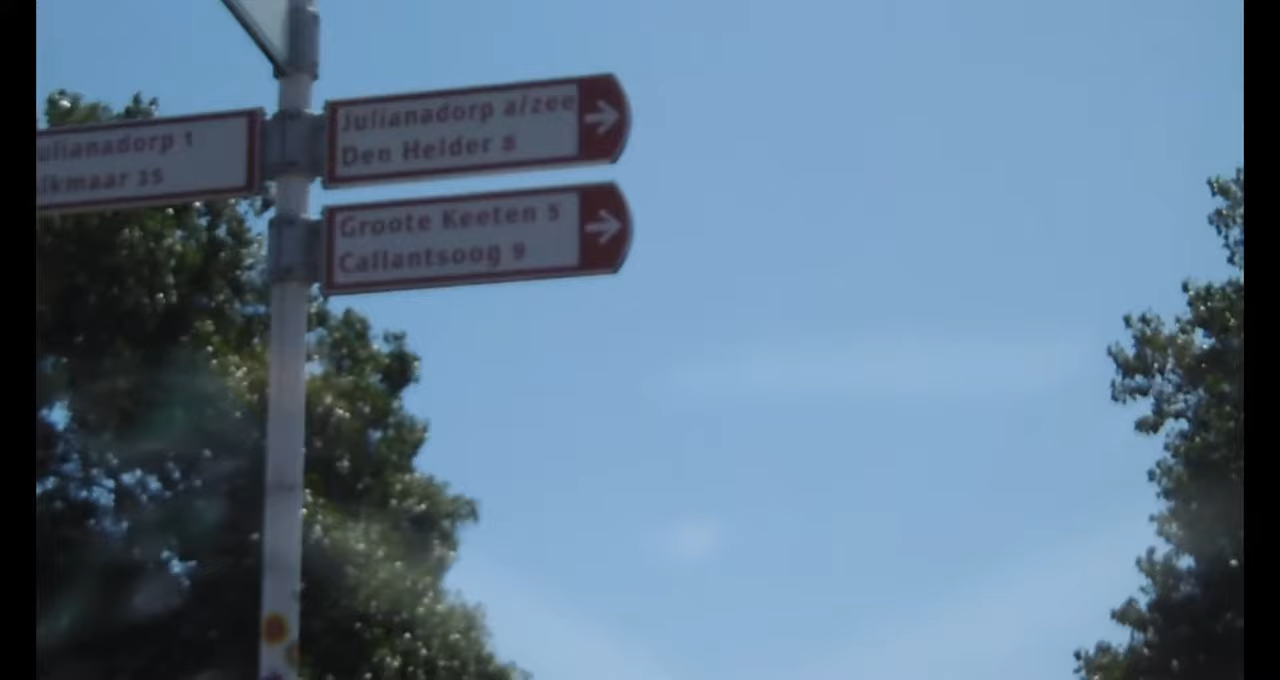 ulianadorp 1
lkmaar 35
Julianadorp a/zee
Den Helder 8
Groote Keeten 5
Callantsoog 9